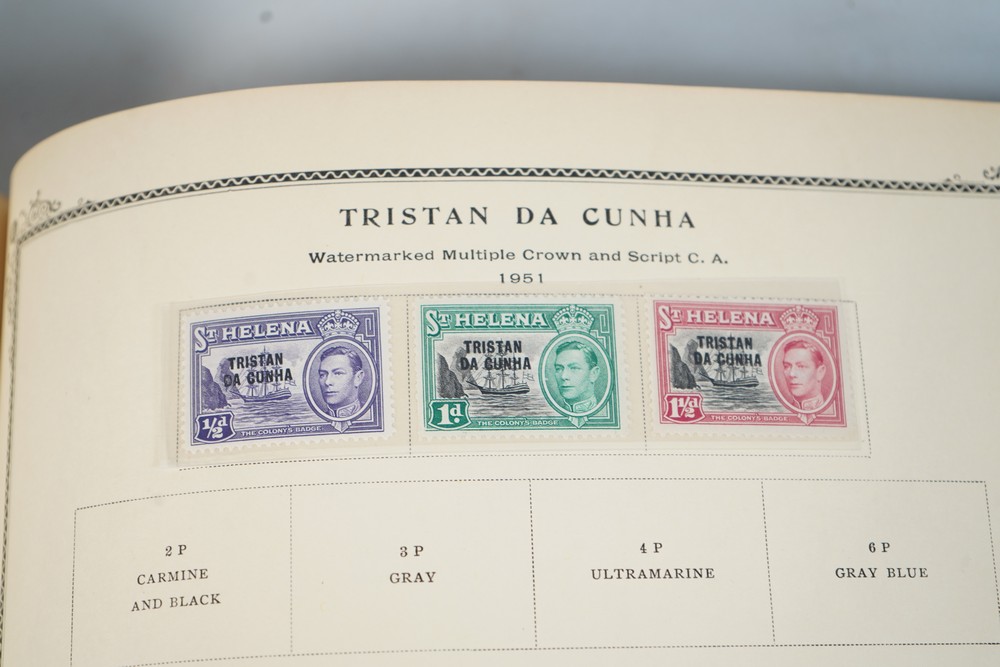 TRISTAN DA CUNHA
Watermarked Multiple Crown and Script C. A.
1951
ST HELENA
TRISTAN
DA CUNHA
½d
THE COLONY'S BADGE
ST HELENA
TRISTAN
DA CUNHA
1d.
THE COLONY'S BADGE
ST HELENA
TRISTAN
DA CUNHA
1½d
THE COLONY'S BADGE
2 P
CARMINE
AND BLACK
3 P
GRAY
4 P
ULTRAMARINE
6 P
GRAY BLUE